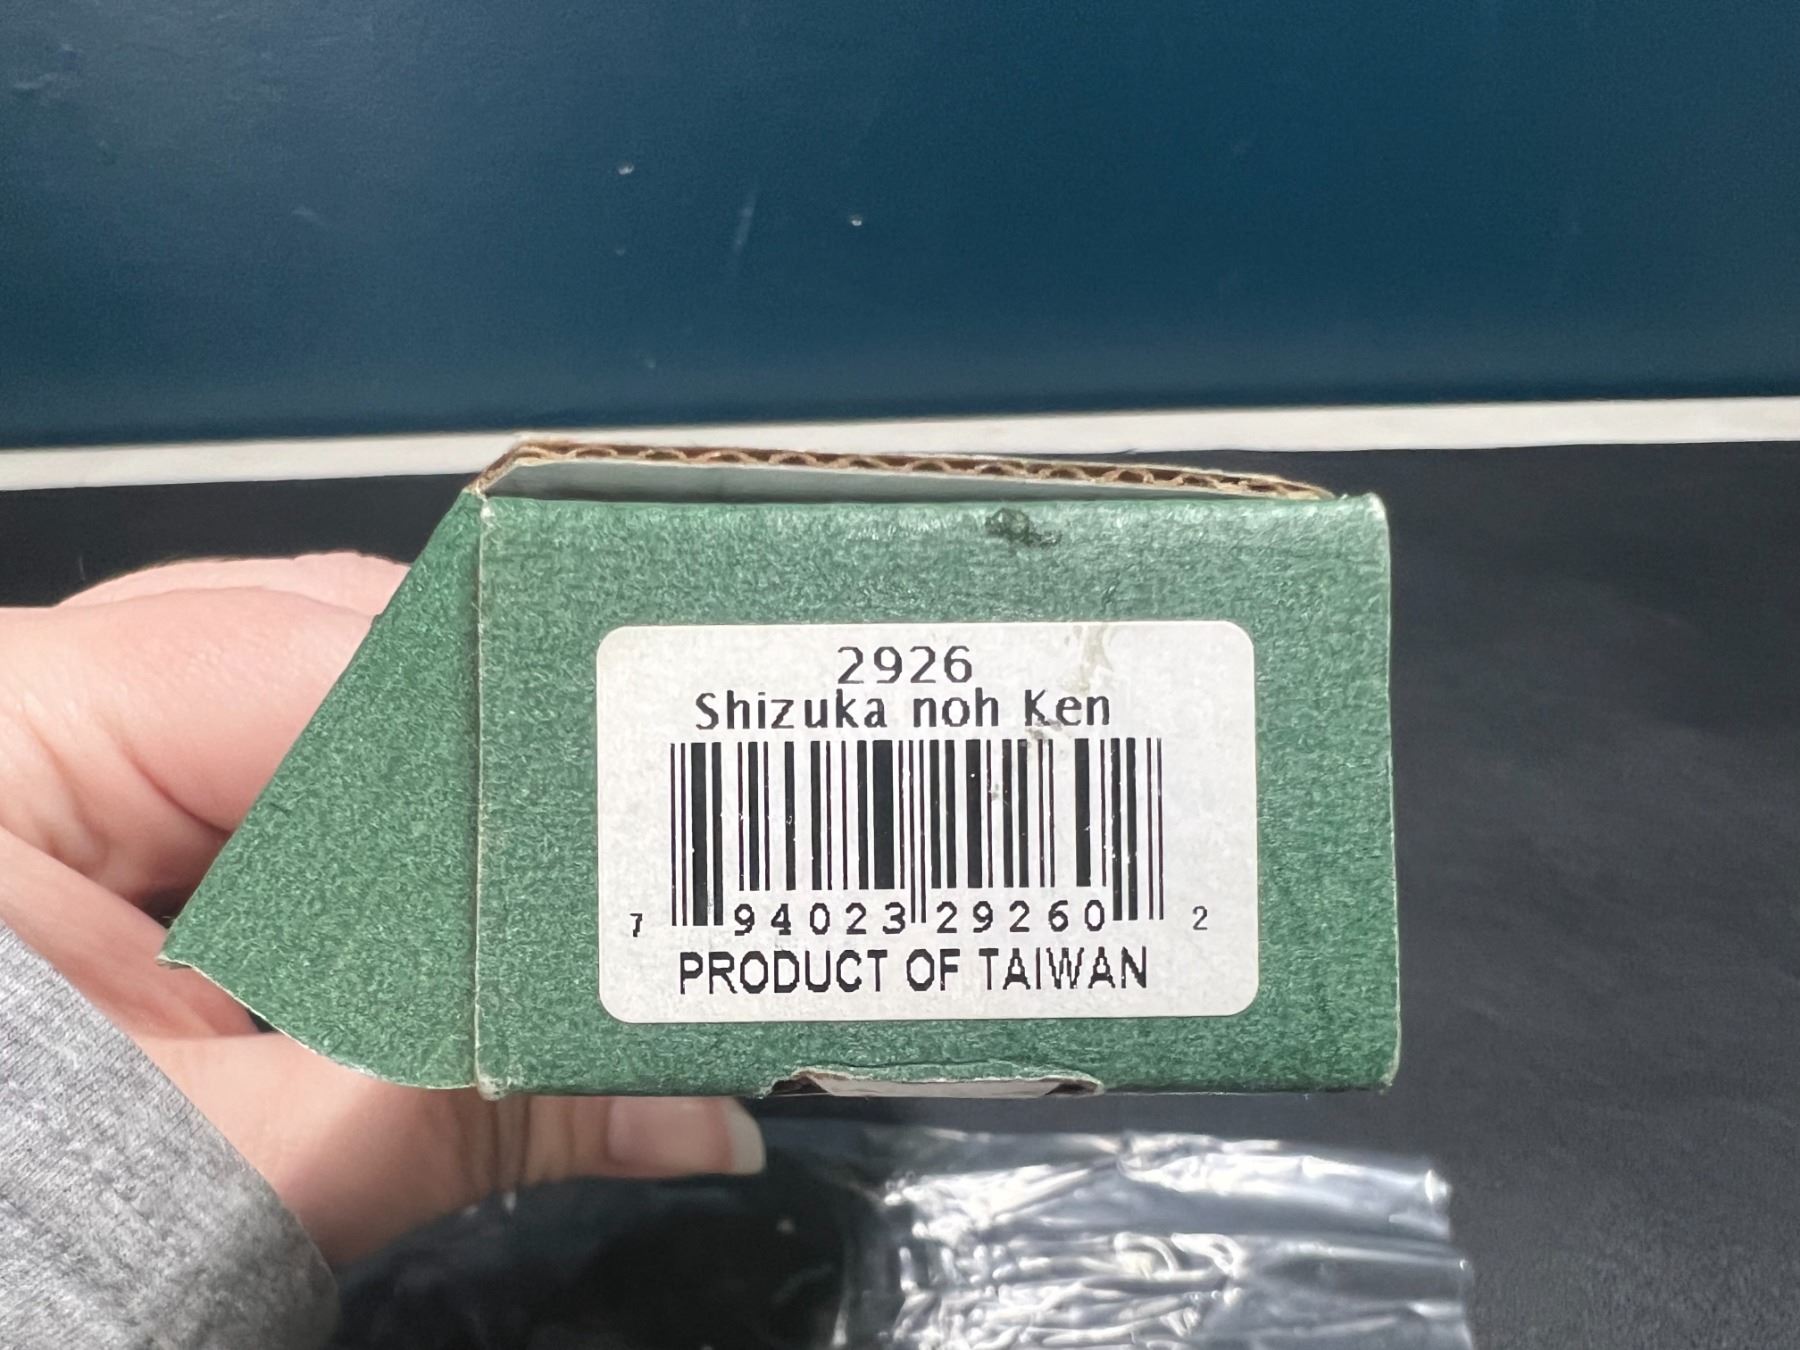 2926
Shizuka noh Ken
7 94023 29260 2
PRODUCT OF TAIWAN